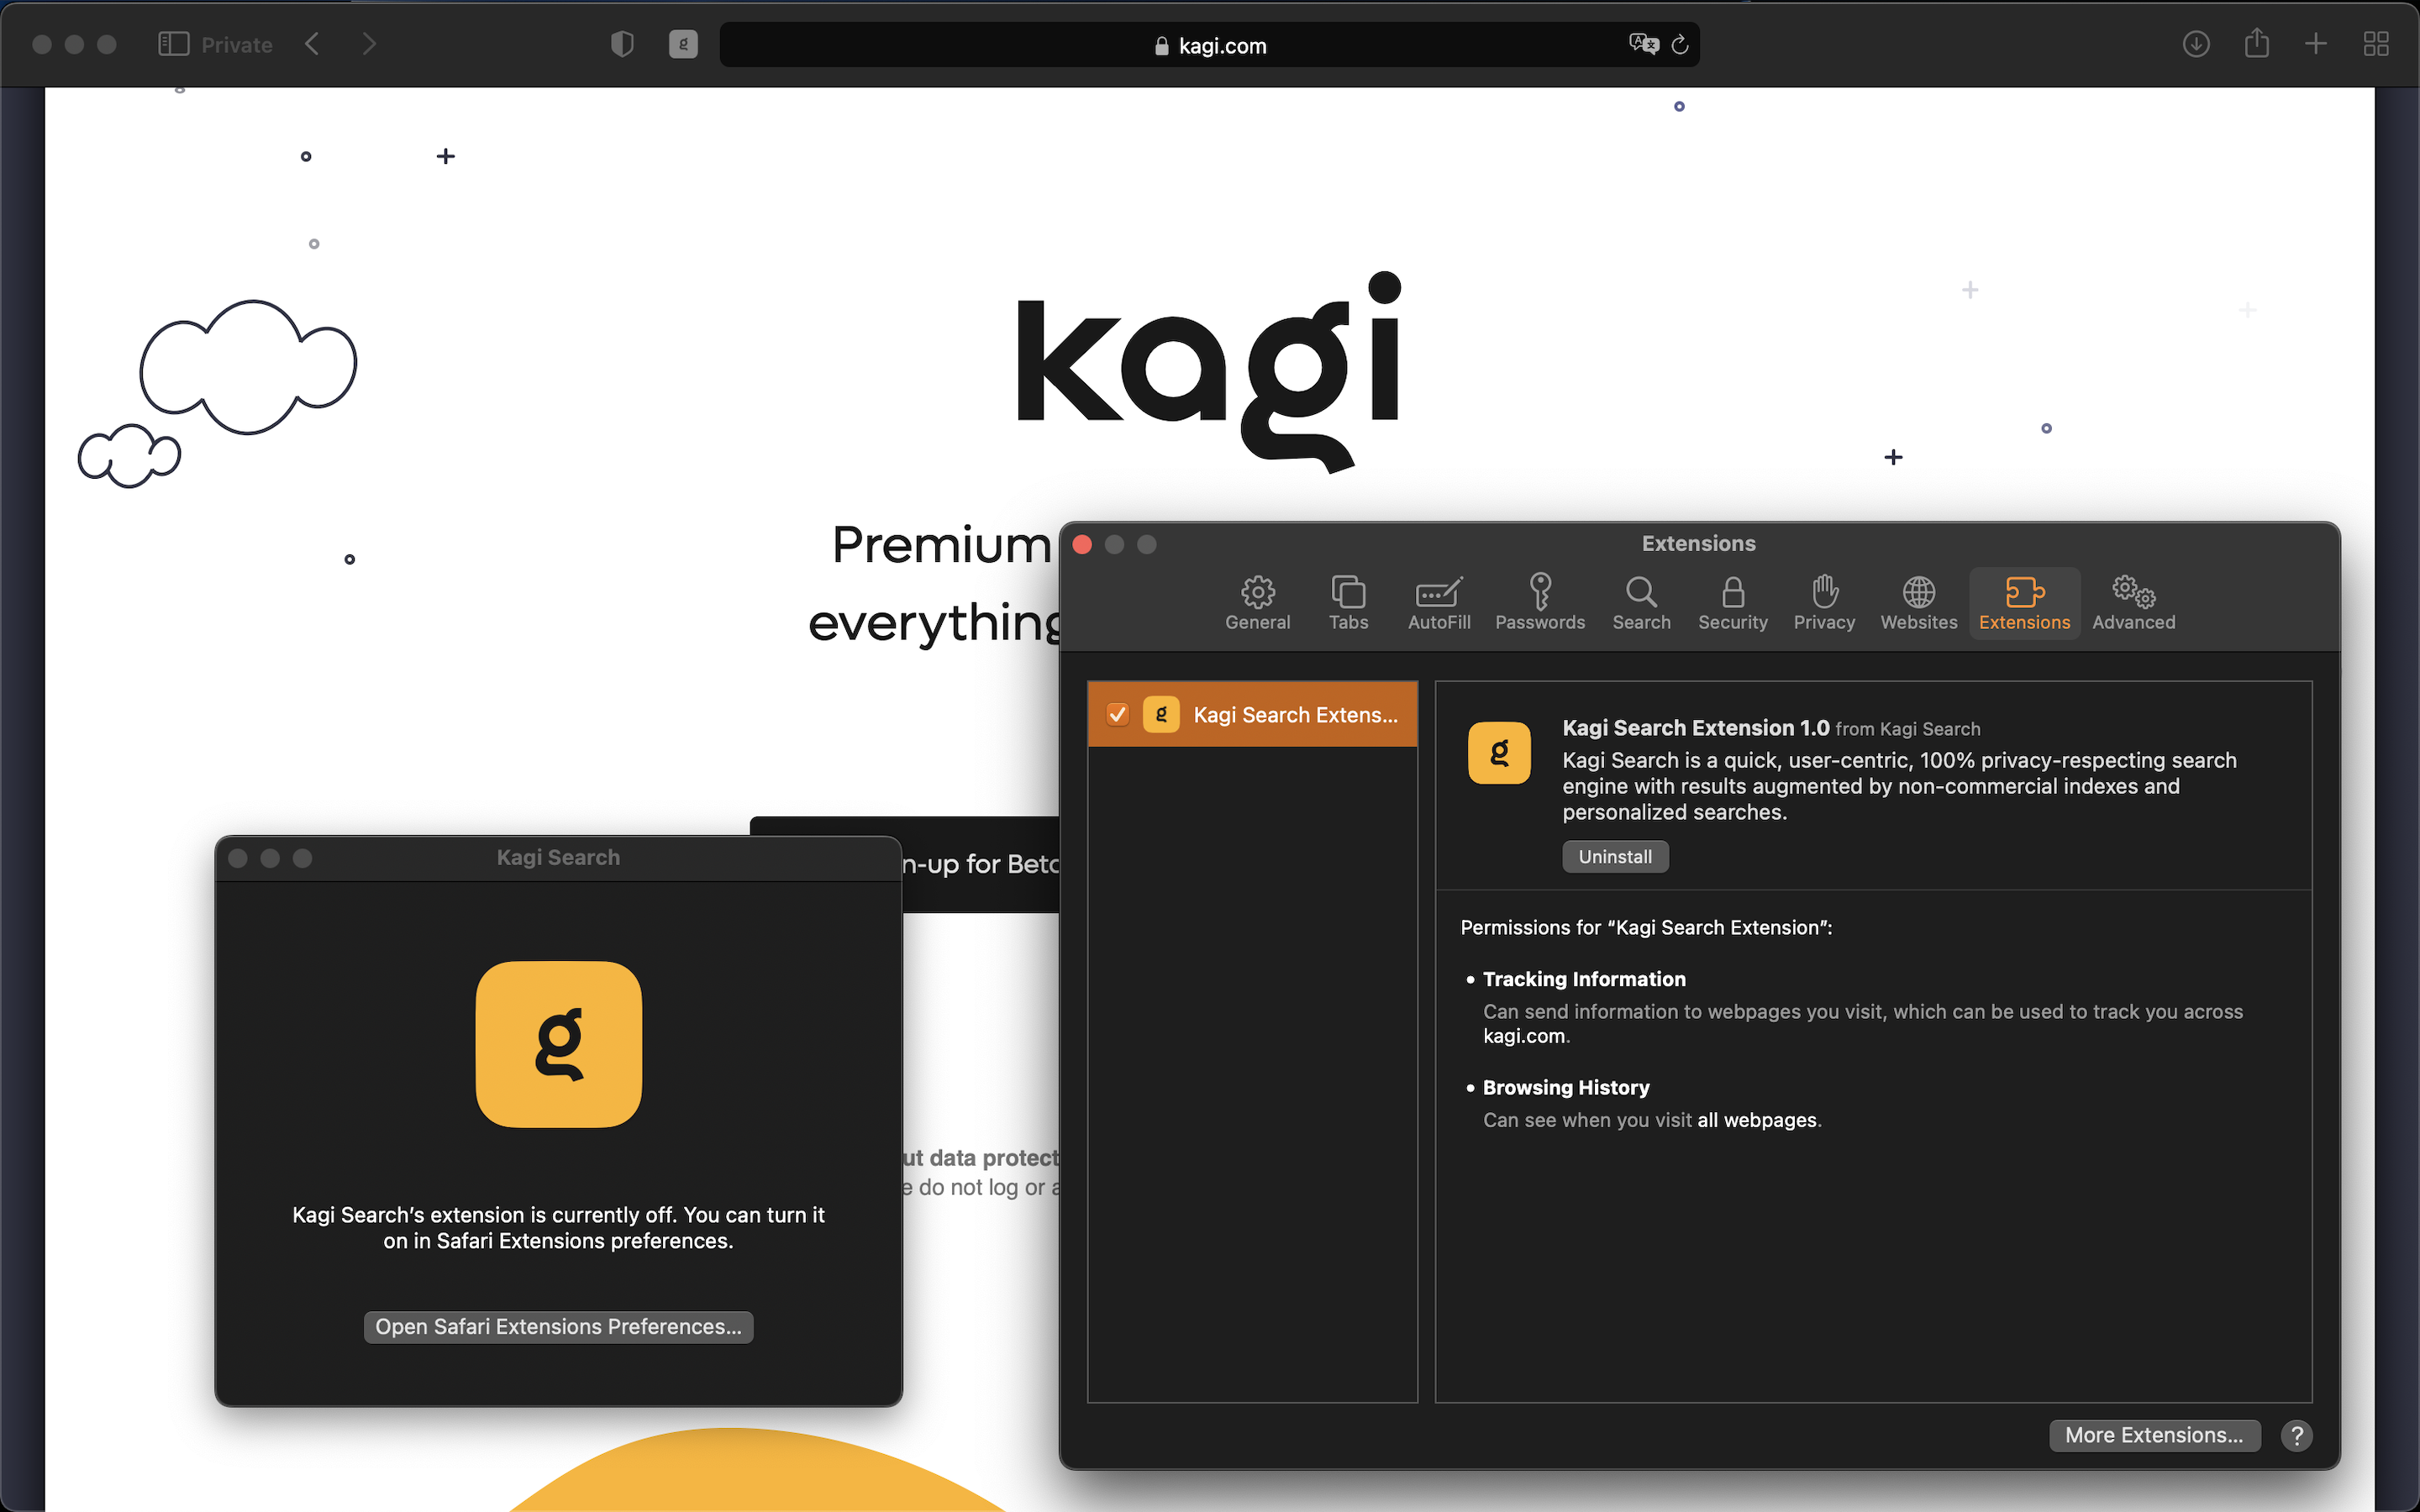 Private
kagi.com
kagi
Premium
everything
n-up for Beta
ut data protect
e do not log or a
Kagi Search
g
Kagi Search’s extension is currently off. You can turn it
on in Safari Extensions preferences.
Open Safari Extensions Preferences...
Extensions
General Tabs AutoFill Passwords Search Security Privacy Websites Extensions Advanced
g Kagi Search Extens...
g
Kagi Search Extension 1.0 from Kagi Search
Kagi Search is a quick, user-centric, 100% privacy-respecting search
engine with results augmented by non-commercial indexes and
personalized searches.
Uninstall
Permissions for “Kagi Search Extension”:
• Tracking Information
Can send information to webpages you visit, which can be used to track you across
kagi.com.
• Browsing History
Can see when you visit all webpages.
More Extensions... ?